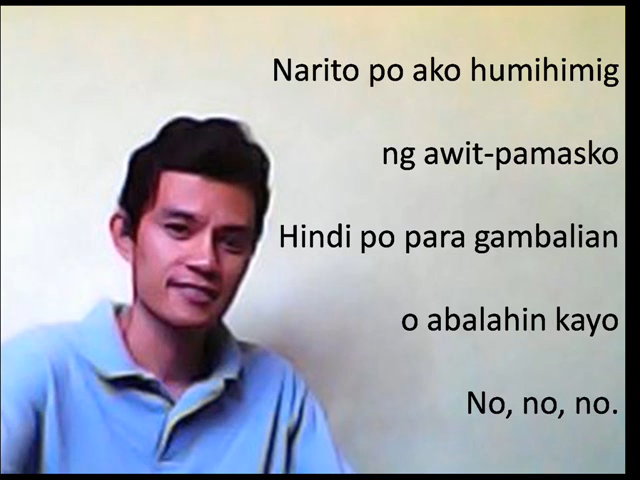 Narito po ako humihimig
ng awit-pamasko
Hindi po para gambalian
o abalahin kayo
No, no, no.